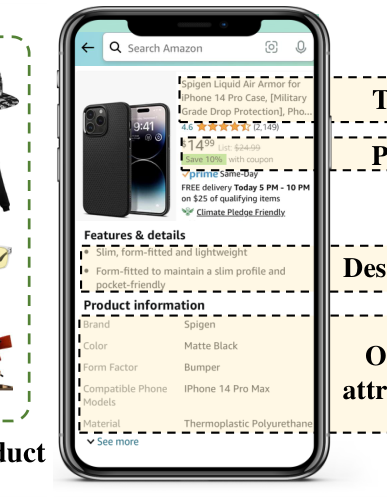 Search Amazon
Spigen Liquid Air Armor for
iPhone 14 Pro Case, [Military
Grade Drop Protection], Pho...
4.6 (2,149)
$14 99 List: $24.99
Save 10% with coupon
prime Same-Day
FREE delivery Today 5 PM - 10 PM
on $25 of qualifying items
Climate Pledge Friendly
9:41
Features & details
Slim, form-fitted and lightwight
Form-fitted to maintain a slim profile and
pocket-friendly
Product information
Brand Spigen
Color Matte Black
Form Factor Bumper
Compatible Phone IPhone 14 Pro Max
Models
Material Thermoplastic Polyurethane
See more
T
P
Des
O
attr
duct